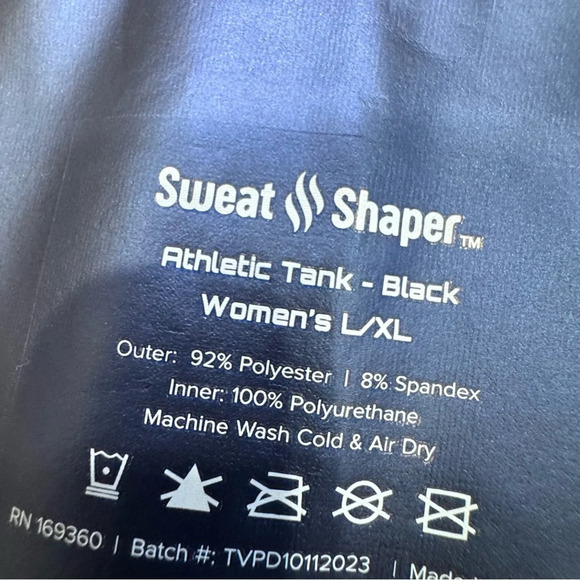 Sweat Shaper™
Athletic Tank - Black
Women's L/XL
Outer: 92% Polyester | 8% Spandex
Inner: 100% Polyurethane
Machine Wash Cold & Air Dry
RN 169360 | Batch #: TVPD10112023 |